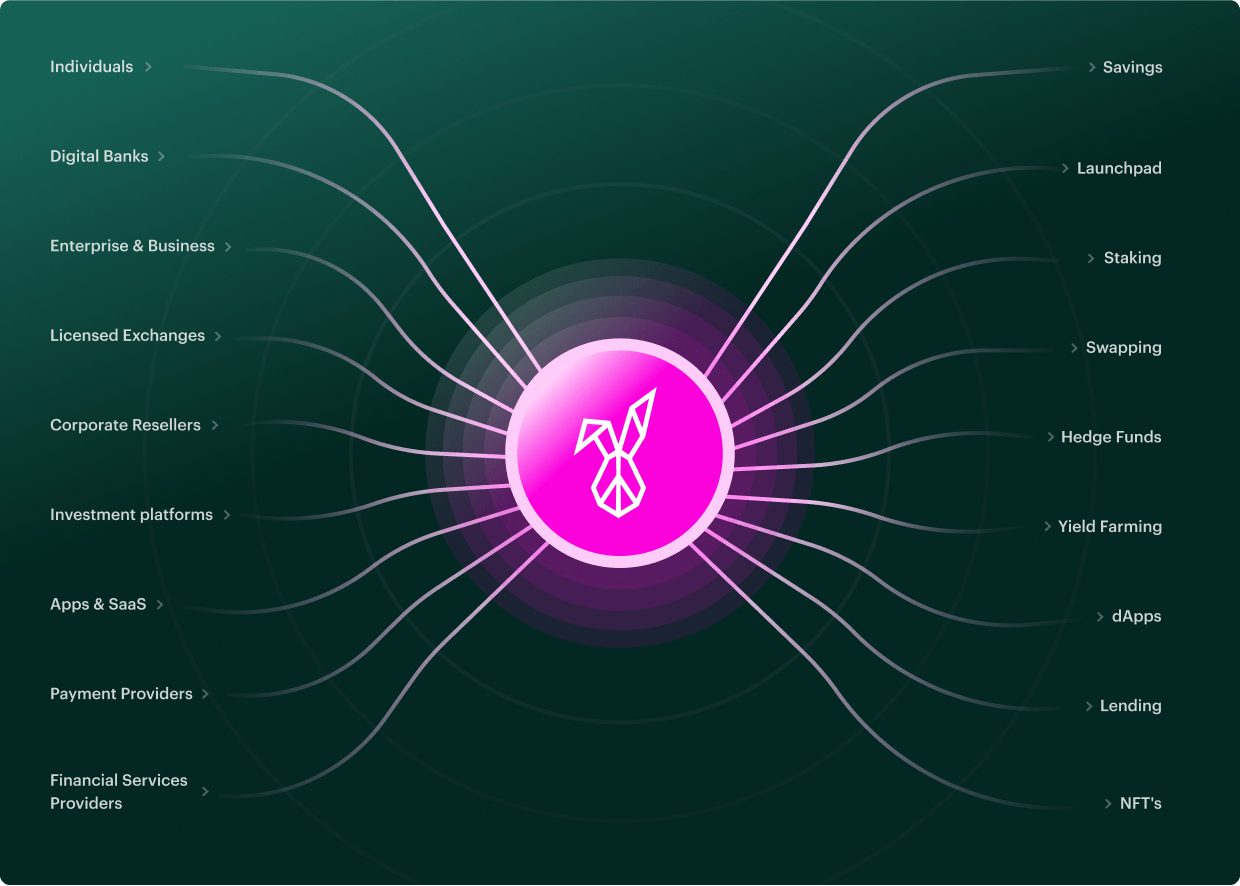 Individuals
Digital Banks
Enterprise & Business
Licensed Exchanges
Corporate Resellers
Investment platforms
Apps & SaaS
Payment Providers
Financial Services
Providers
Savings
Launchpad
Staking
Swapping
Hedge Funds
Yield Farming
dApps
Lending
NFT's